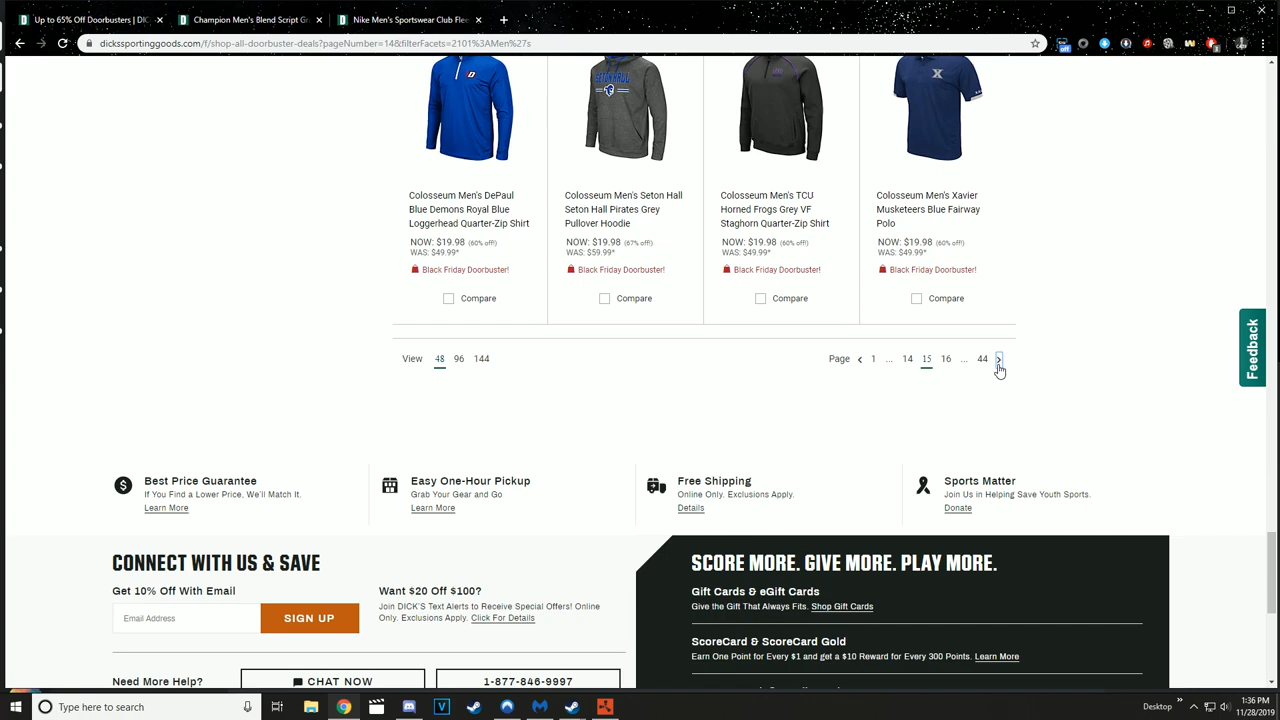 Up to 65% Off Doorbusters | DIC
Champion Men's Blend Script Gr
Nike Men's Sportswear Club Flee
dickssportinggoods.com/f/shop-all-doorbuster-deals?pageNumber=14&filterFacets=2101%3AMen%27s
off
SETON HALL
X
Colosseum Men's DePaul
Blue Demons Royal Blue
Loggerhead Quarter-Zip Shirt
NOW: $19.98 (60% off!)
WAS: $49.99*
Black Friday Doorbuster!
Compare
Colosseum Men's Seton Hall
Seton Hall Pirates Grey
Pullover Hoodie
NOW: $19.98 (67% off!)
WAS: $59.99*
Black Friday Doorbuster!
Compare
Colosseum Men's TCU
Horned Frogs Grey VF
Staghorn Quarter-Zip Shirt
NOW: $19.98 (60% off!)
WAS: $49.99*
Black Friday Doorbuster!
Compare
Colosseum Men's Xavier
Musketeers Blue Fairway
Polo
NOW: $19.98 (60% off!)
WAS: $49.99*
Black Friday Doorbuster!
Compare
View 48 96 144
Page < 1 ... 14 15 16 ... 44 >
Feedback
Best Price Guarantee
If You Find a Lower Price, We'll Match It.
Learn More
Easy One-Hour Pickup
Grab Your Gear and Go
Learn More
Free Shipping
Online Only. Exclusions Apply.
Details
Sports Matter
Join Us in Helping Save Youth Sports.
Donate
CONNECT WITH US & SAVE
Get 10% Off With Email
Email Address
SIGN UP
Want $20 Off $100?
Join DICK'S Text Alerts to Receive Special Offers! Online
Only. Exclusions Apply. Click For Details
Need More Help?
CHAT NOW
1-877-846-9997
SCORE MORE. GIVE MORE. PLAY MORE.
Gift Cards & eGift Cards
Give the Gift That Always Fits. Shop Gift Cards
ScoreCard & ScoreCard Gold
Earn One Point for Every $1 and get a $10 Reward for Every 300 Points. Learn More
Type here to search
Desktop
1:36 PM
11/28/2019